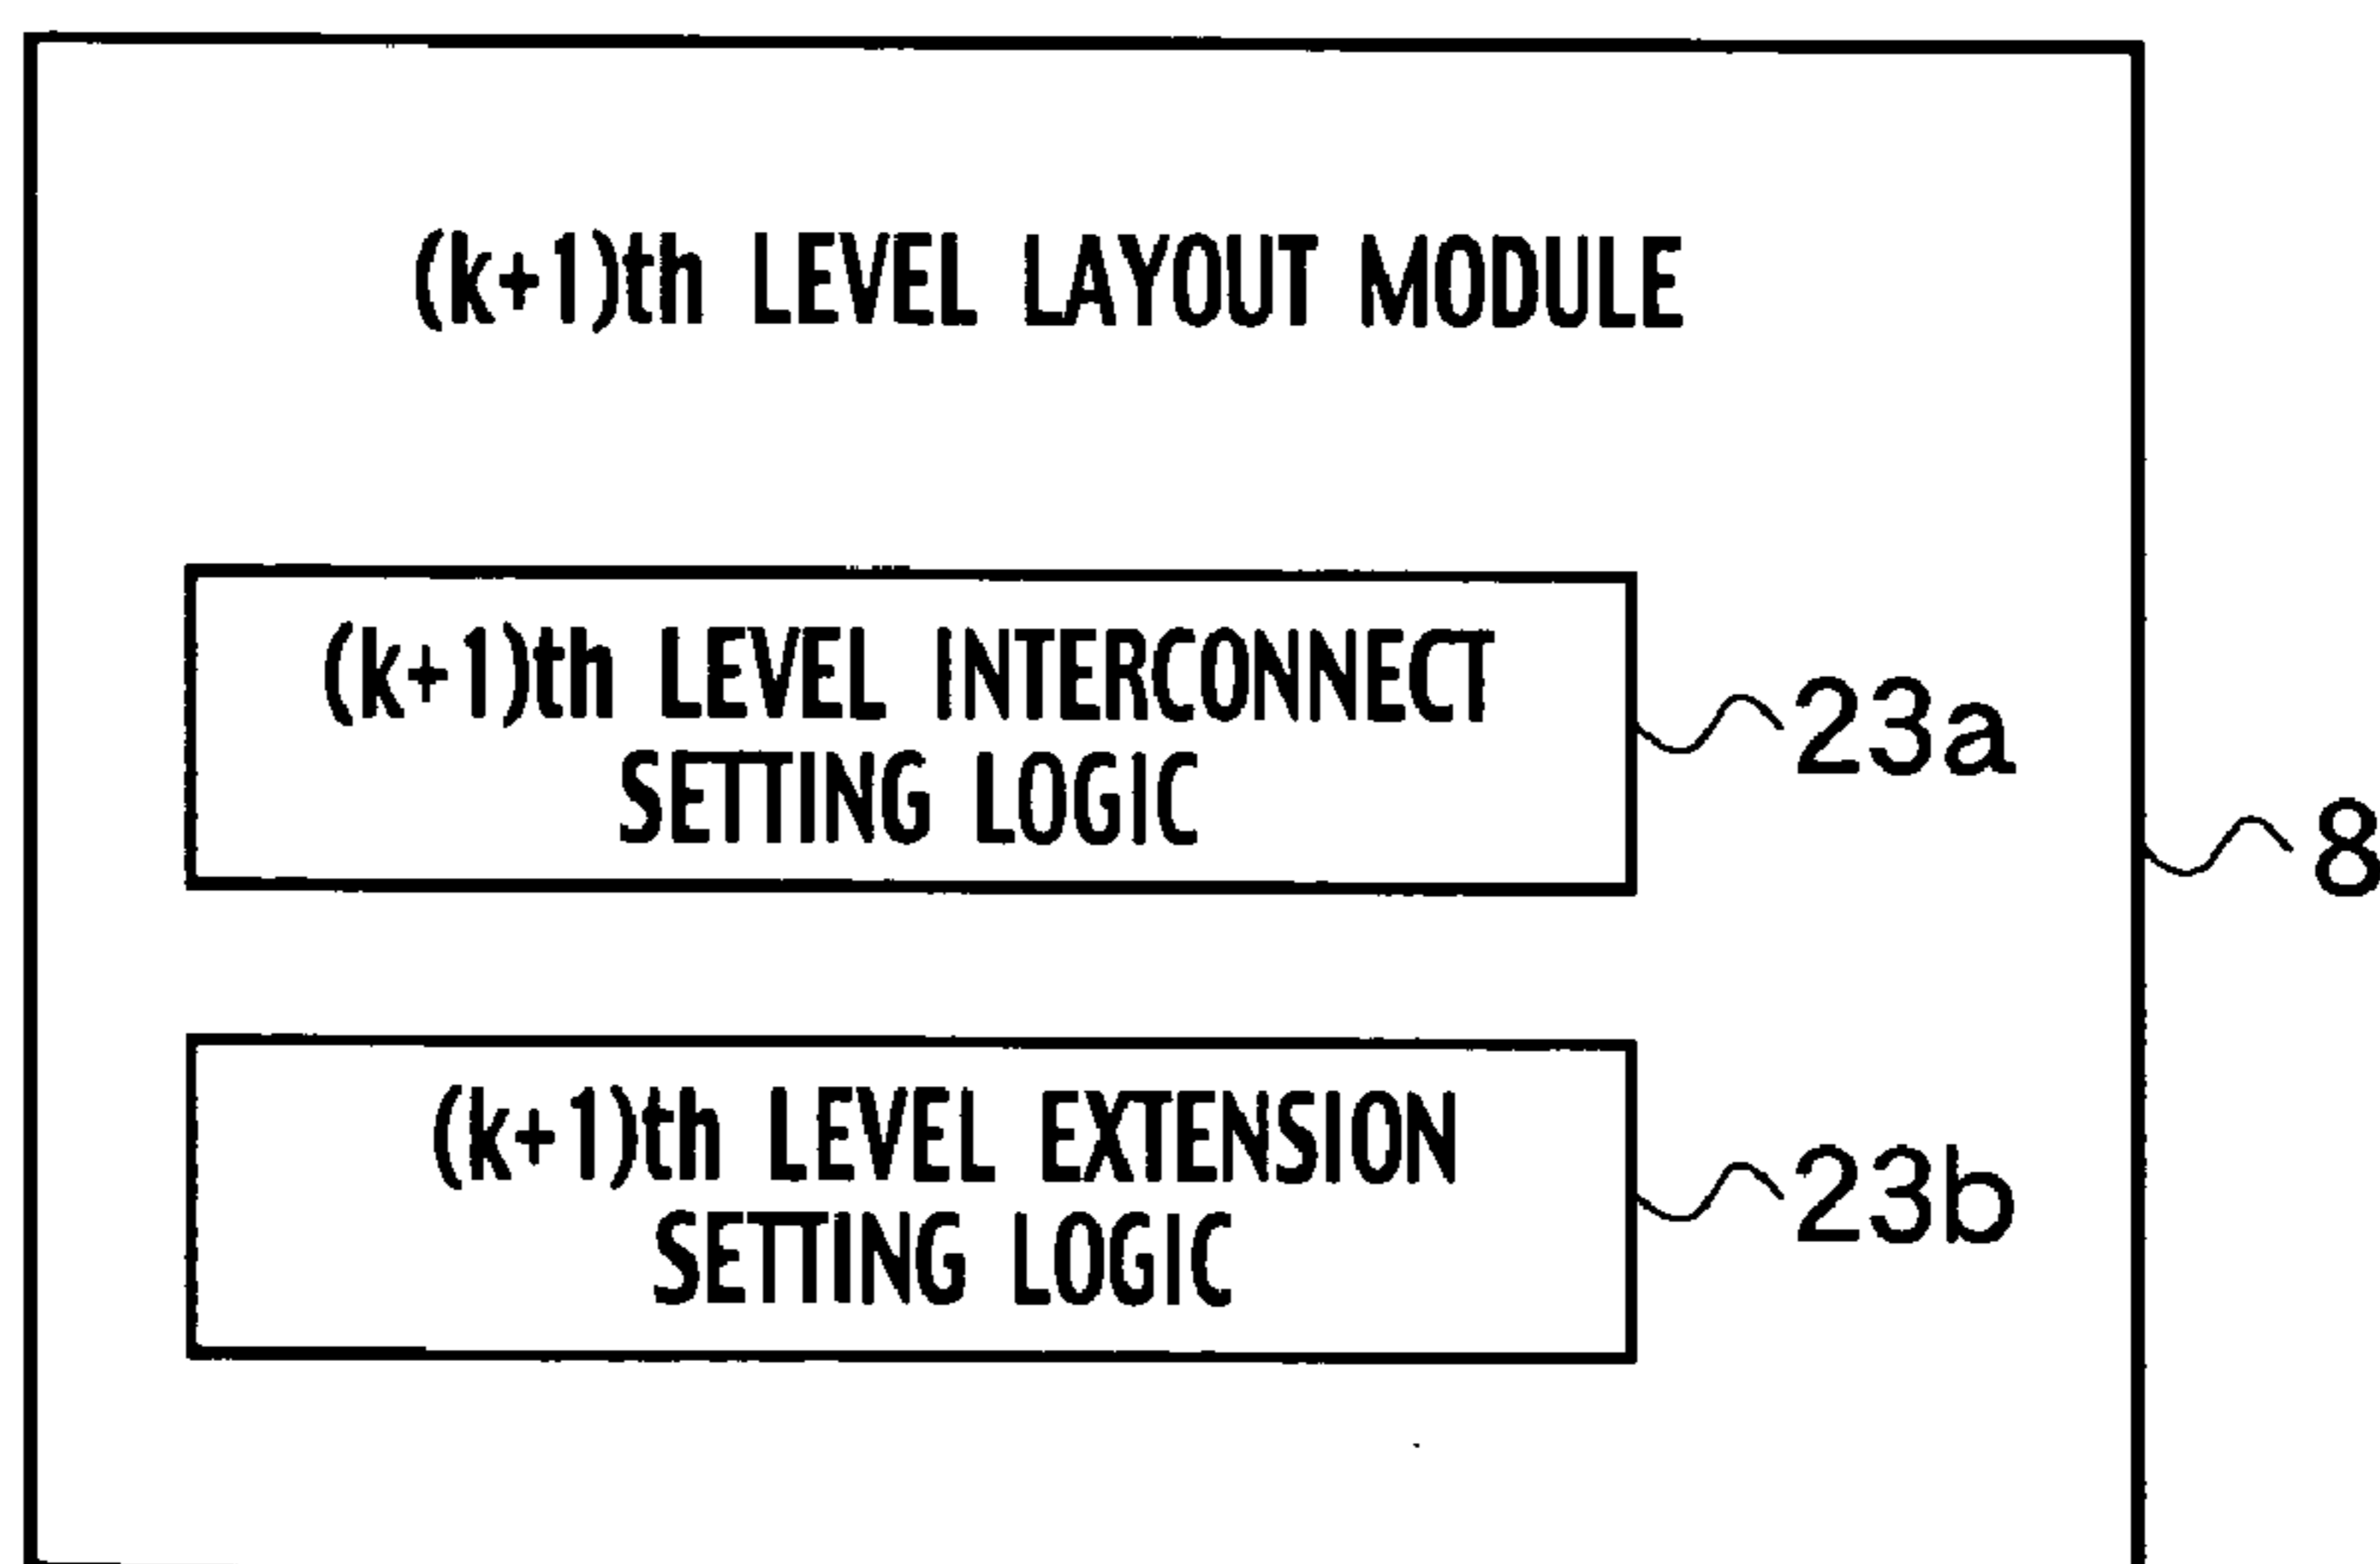 (k+1)th LEVEL LAYOUT MODULE
(k+1)th LEVEL INTERCONNECT
SETTING LOGIC
23a
8
(k+1)th LEVEL EXTENSION
SETTING LOGIC
23b